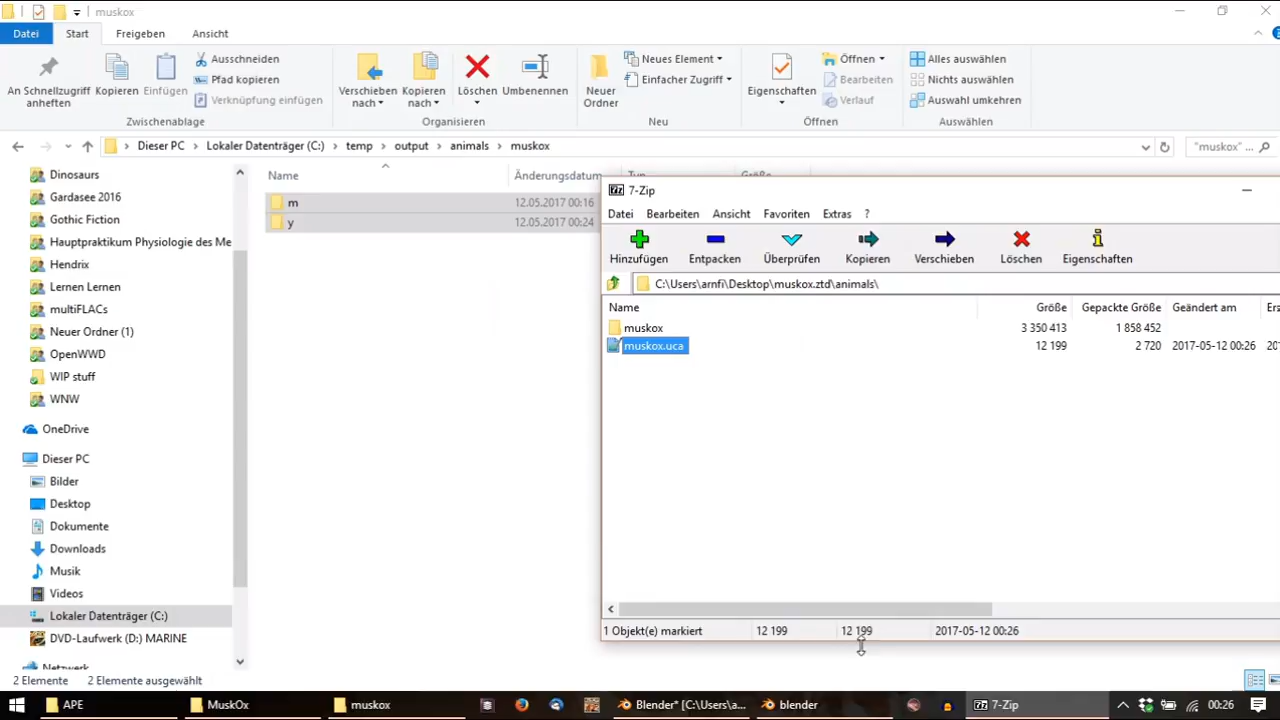 muskox
Datei Start Freigeben Ansicht
An Schnellzugriff anheften Kopieren Einfügen Ausschneiden Pfad kopieren Verknüpfung einfügen
Verschieben nach Kopieren nach Löschen Umbenennen Neuer Ordner Neues Element Einfacher Zugriff
Eigenschaften Öffnen Bearbeiten Verlauf Alles auswählen Nichts auswählen Auswahl umkehren
Zwischenablage Organisieren Neu Öffnen Auswählen
Dieser PC Lokaler Datenträger (C:) temp output animals muskox "muskox" ...
Dinosaurs
Gardasee 2016
Gothic Fiction
Hauptpraktikum Physiologie des Me
Hendrix
Lernen Lernen
multiFLACs
Neuer Ordner (1)
OpenWWD
WIP stuff
WNW
OneDrive
Dieser PC
Bilder
Desktop
Dokumente
Downloads
Musik
Videos
Lokaler Datenträger (C:)
DVD-Laufwerk (D:) MARINE
Netzwerk
Name Änderungsdatum Typ Größe
m 12.05.2017 00:16
y 12.05.2017 00:24
7-Zip
Datei Bearbeiten Ansicht Favoriten Extras ?
Hinzufügen Entpacken Überprüfen Kopieren Verschieben Löschen Eigenschaften
C:\Users\arnfi\Desktop\muskox.ztd\animals\
Name Größe Gepackte Größe Geändert am Er
muskox 3 350 413 1 858 452
muskox.uca 12 199 2 720 2017-05-12 00:26 20
1 Objekt(e) markiert 12 199 12 199 2017-05-12 00:26
2 Elemente 2 Elemente ausgewählt
APE MuskOx muskox Blender* [C:\Users\a... blender 7-Zip 00:26